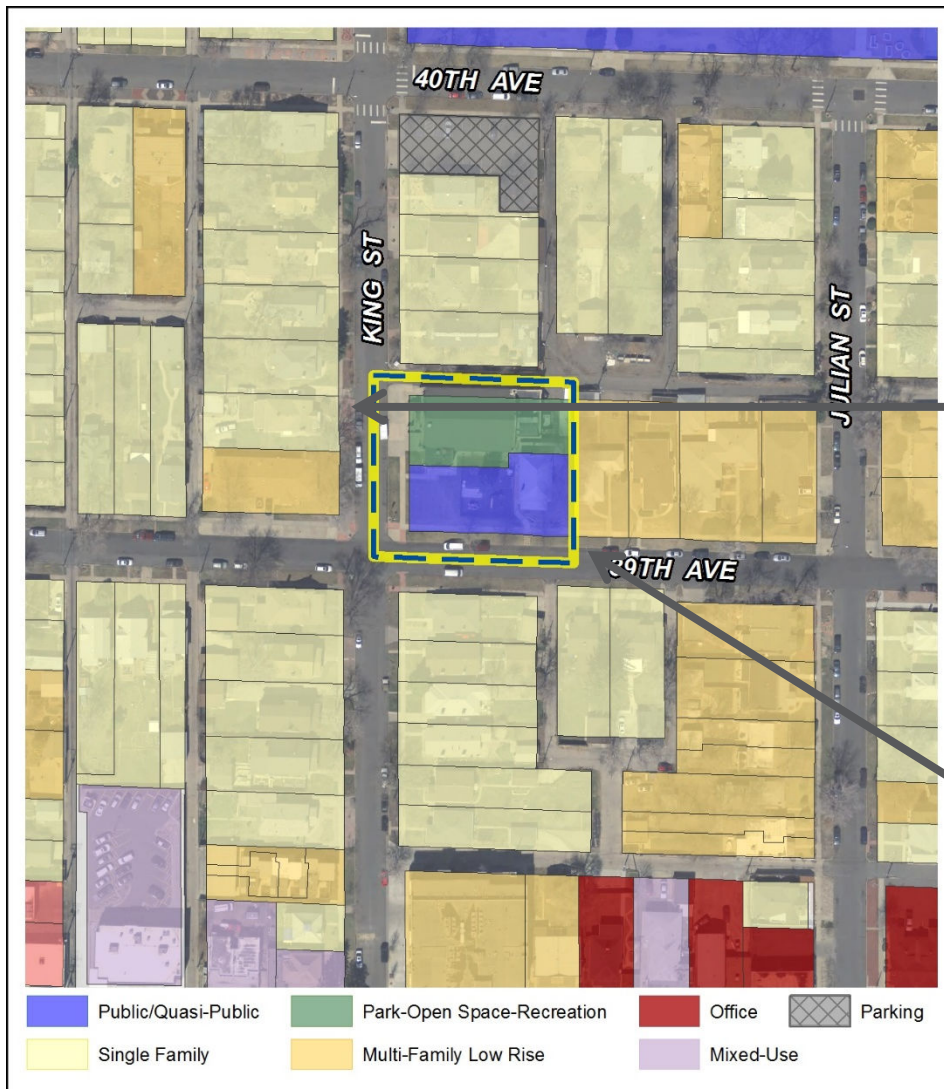 40TH AVE
KING ST
JULIAN ST
39TH AVE
Public/Quasi-Public
Park-Open Space-Recreation
Office
Parking
Single Family
Multi-Family Low Rise
Mixed-Use